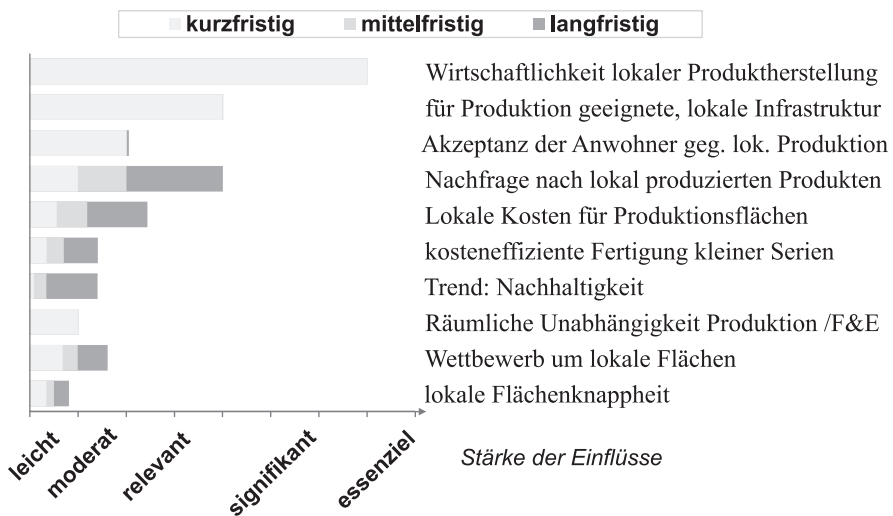 kurzfristig mittelfristig langfristig
Wirtschaftlichkeit lokaler Produktherstellung
für Produktion geeignete, lokale Infrastruktur
Akzeptanz der Anwohner geg. lok. Produktion
Nachfrage nach lokal produzierten Produkten
Lokale Kosten für Produktionsflächen
kosteneffiziente Fertigung kleiner Serien
Trend: Nachhaltigkeit
Räumliche Unabhängigkeit Produktion /F&E
Wettbewerb um lokale Flächen
lokale Flächenknappheit
leicht moderat relevant signifikant essenziel
Stärke der Einflüsse